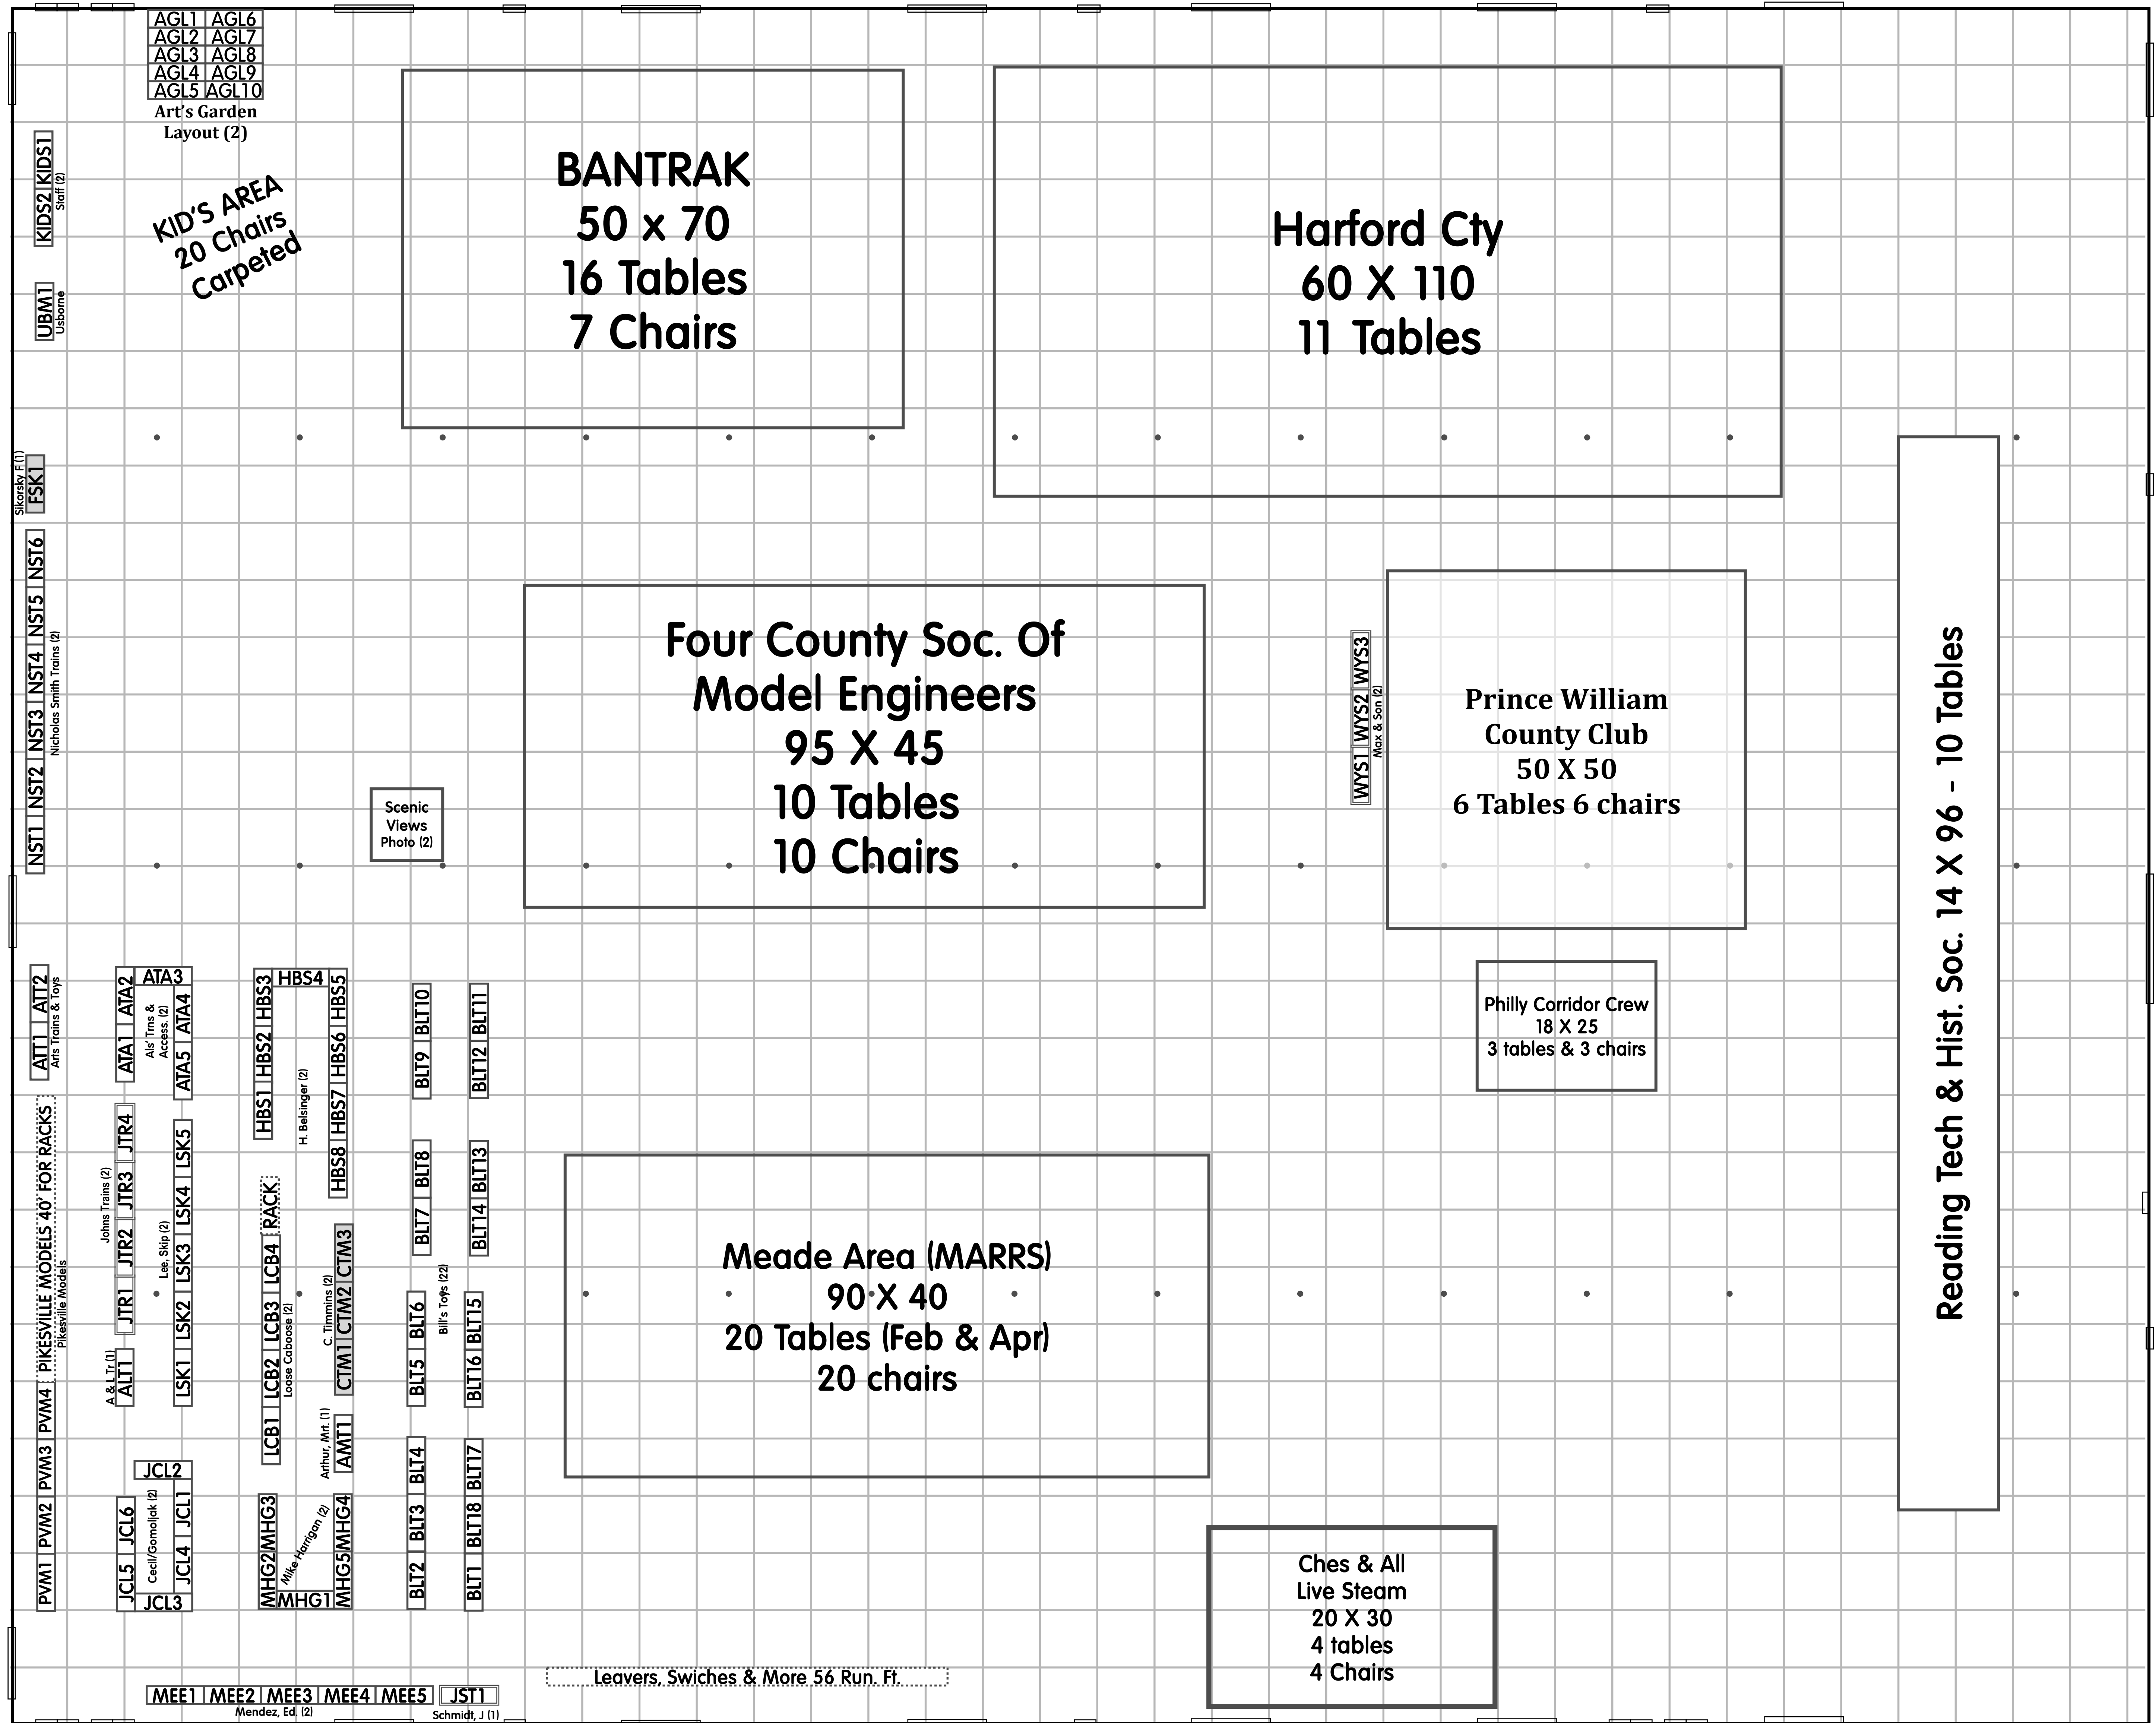 AGL1 AGL6
AGL2 AGL7
AGL3 AGL8
AGL4 AGL9
AGL5 AGL10
Art's Garden
Layout (2)
KIDS2 KIDS1
Staff (2)
KID'S AREA
20 Chairs
Carpeted
UBM1
Usborne
BANTRAK
50 x 70
16 Tables
7 Chairs
Harford Cty
60 X 110
11 Tables
Sikorsky F (1)
FSK1
NST1 NST2 NST3 NST4 NST5 NST6
Nicholas Smith Trains (2)
Scenic
Views
Photo (2)
Four County Soc. Of
Model Engineers
95 X 45
10 Tables
10 Chairs
WYS1 WYS2 WYS3
Max & Son (2)
Prince William
County Club
50 X 50
6 Tables 6 chairs
Reading Tech & Hist. Soc. 14 X 96 - 10 Tables
Philly Corridor Crew
18 X 25
3 tables & 3 chairs
ATT1 ATT2
Arts Trains & Toys
ATA1 ATA2
ATA3
Als' Trns &
Access. (2)
ATA5 ATA4
HBS1 HBS2 HBS3
HBS4
H. Belsinger (2)
HBS8 HBS7 HBS6 HBS5
BLT9 BLT10
BLT12 BLT11
PVM1 PVM2 PVM3 PVM4 PIKESVILLE MODELS 40' FOR RACKS
Pikesville Models
Johns Trains (2)
JTR1 JTR2 JTR3 JTR4
A & L Tr (1)
ALT1
Lee, Skip (2)
LSK1 LSK2 LSK3 LSK4 LSK5
LCB1 LCB2 LCB3 LCB4 RACK
Loose Caboose (2)
C. Timmins (2)
CTM1 CTM2 CTM3
Arthur, Mrt. (1)
AMT1
BLT7 BLT8
BLT14 BLT13
BLT5 BLT6
Bill's Toys (22)
BLT16 BLT15
Meade Area (MARRS)
90 X 40
20 Tables (Feb & Apr)
20 chairs
JCL2
JCL5 JCL6
Cecil/Gomoljak (2)
JCL4 JCL1
JCL3
MHG2 MHG3
Mike Harrigan (2)
MHG1
MHG5 MHG4
BLT2 BLT3 BLT4
BLT1 BLT18 BLT17
Ches & All
Live Steam
20 X 30
4 tables
4 Chairs
Leavers, Swiches & More 56 Run. Ft.
MEE1 MEE2 MEE3 MEE4 MEE5 JST1
Mendez, Ed. (2)
Schmidt, J (1)